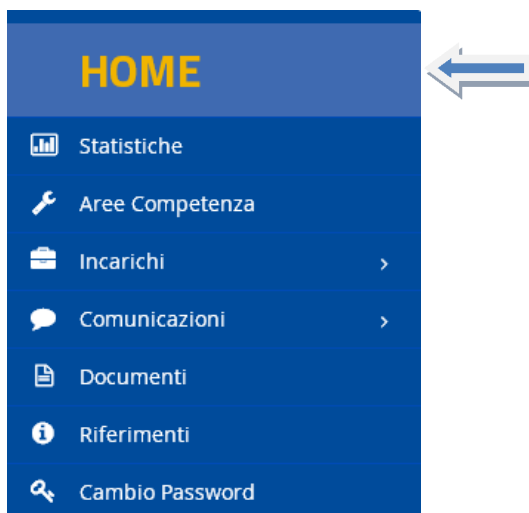 HOME
Statistiche
Aree Competenza
Incarichi
Comunicazioni
Documenti
Riferimenti
Cambio Password